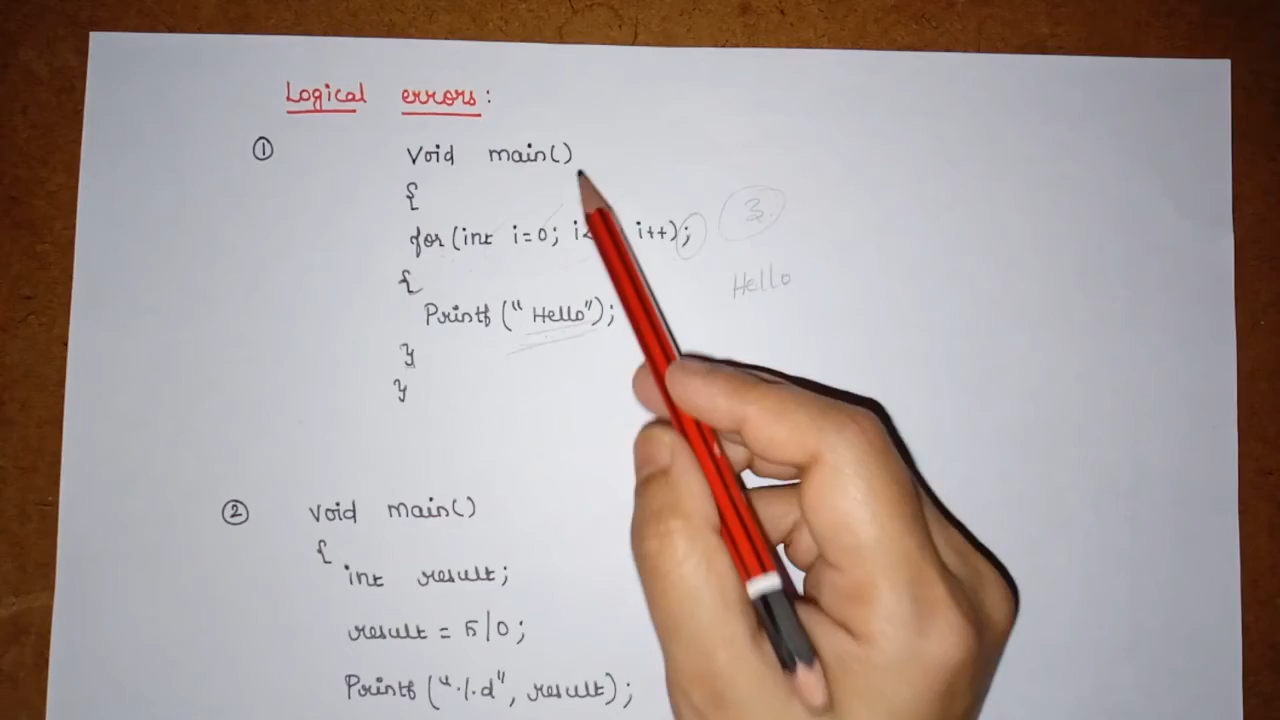 Logical errors:
① Void main()
{
for(int i=0; i< i++);
3
{
Hello
Printf ("Hello");
}
}
② Void main()
{
int result;
result = 5/0;
Printf ("%d", result);